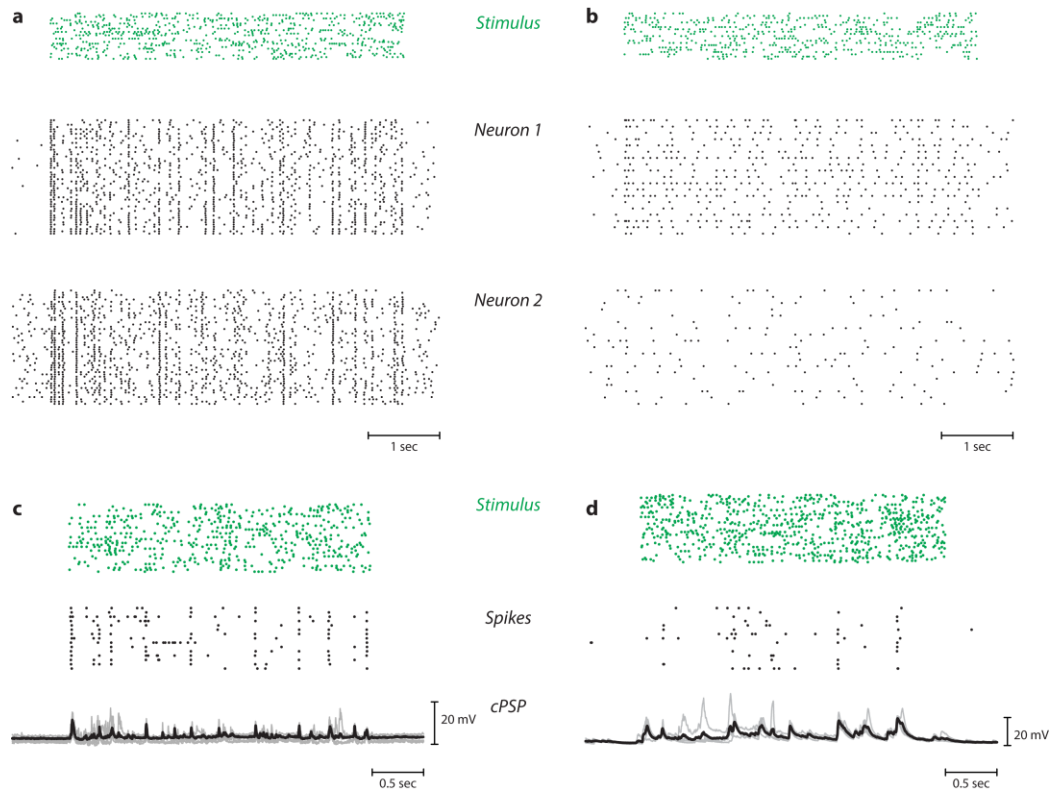 a
Stimulus
b
Neuron 1
Neuron 2
1 sec
1 sec
c
Stimulus
d
Spikes
cPSP
20 mV
20 mV
0.5 sec
0.5 sec